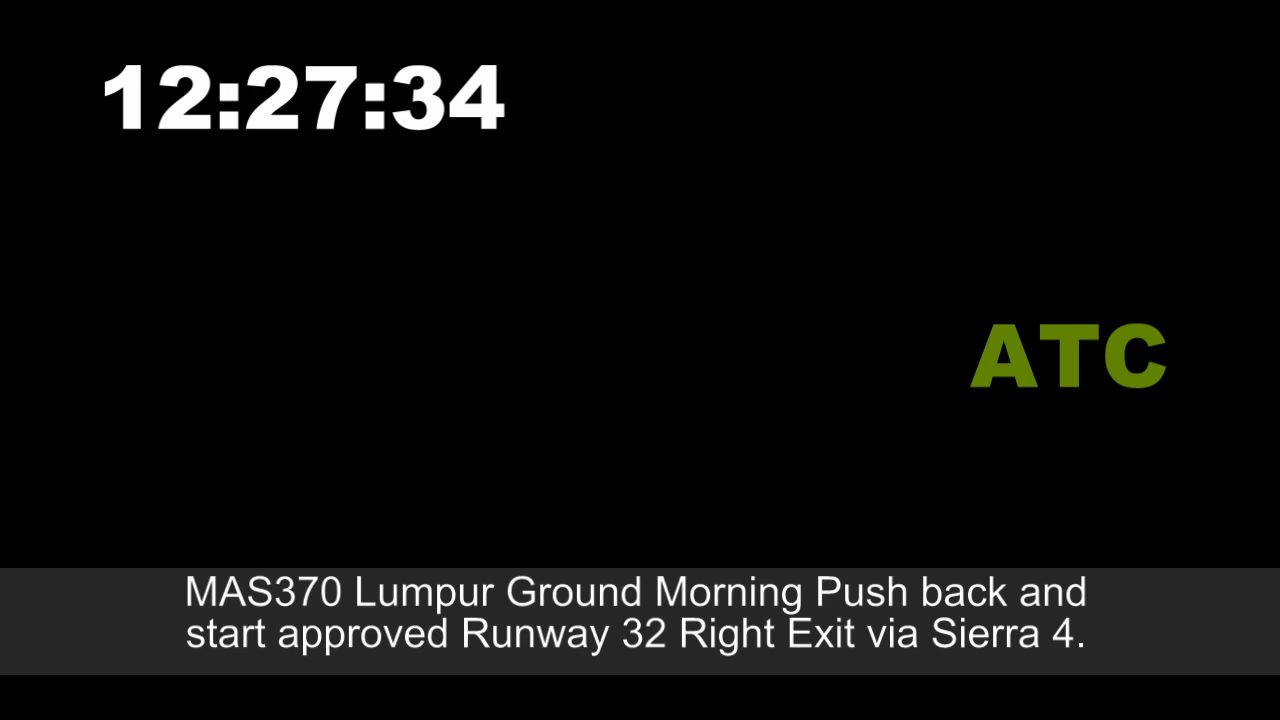 12:27:34
ATC
MAS370 Lumpur Ground Morning Push back and
start approved Runway 32 Right Exit via Sierra 4.